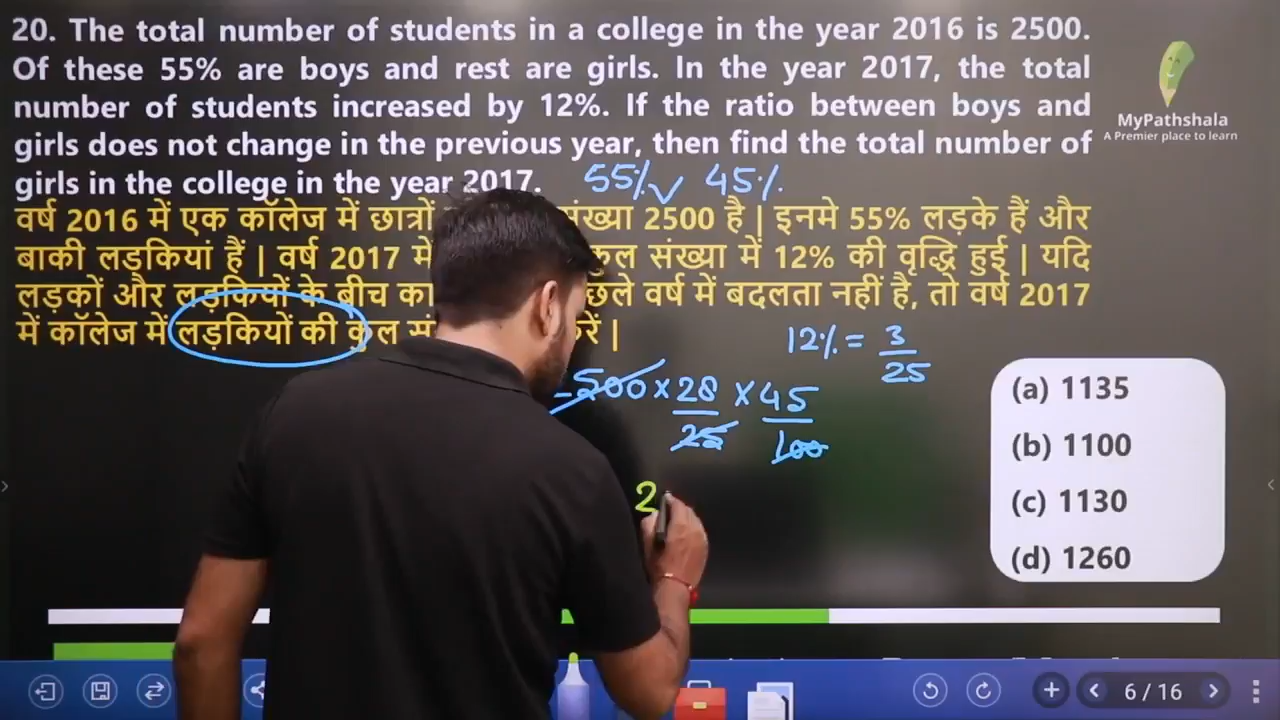 20. The total number of students in a college in the year 2016 is 2500.
Of these 55% are boys and rest are girls. In the year 2017, the total
number of students increased by 12%. If the ratio between boys and
girls does not change in the previous year, then find the total number of
girls in the college in the year 2017.
55% 45%
वर्ष 2016 में एक कॉलेज में छात्रों संख्या 2500 है | इनमे 55% लड़के हैं और
बाकी लड़कियां हैं | वर्ष 2017 में कुल संख्या में 12% की वृद्धि हुई | यदि
लड़कों और लड़कियों के बीच का छले वर्ष में बदलता नहीं है, तो वर्ष 2017
में कॉलेज में लड़कियों की कुल सं रें |
12% = 3/25
500 × 28/25 × 45/100
2
(a) 1135
(b) 1100
(c) 1130
(d) 1260
MyPathshala
A Premier place to learn
6 / 16